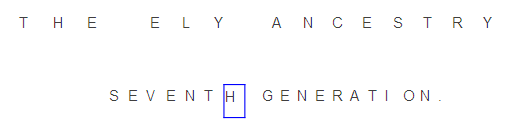 THE ELY ANCESTRY
SEVENTH GENERATION.